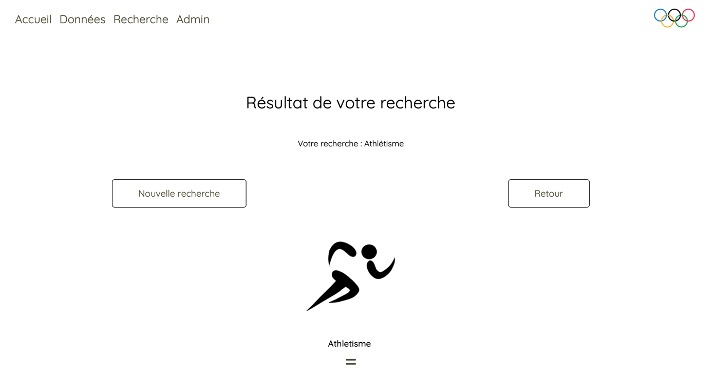 Accueil Données Recherche Admin
Résultat de votre recherche
Votre recherche : Athlétisme
Nouvelle recherche
Retour
Athletisme